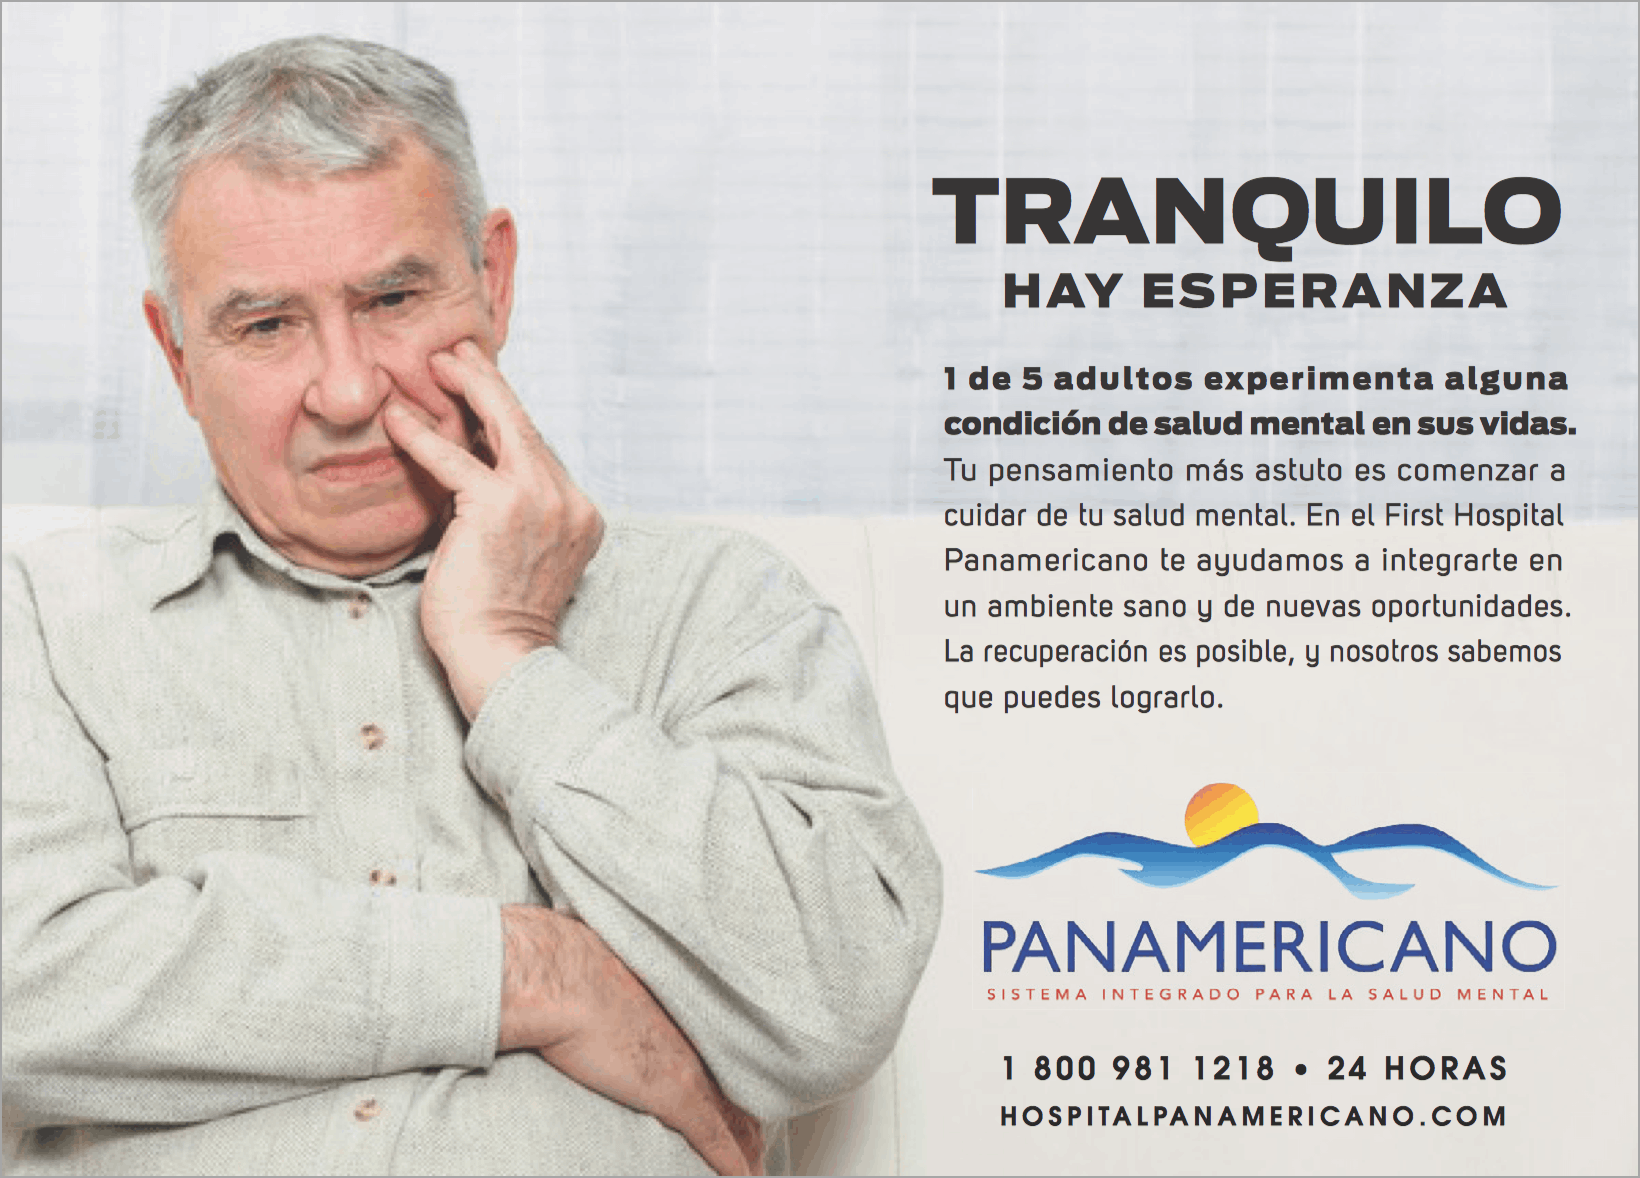 TRANQUILO
HAY ESPERANZA
1 de 5 adultos experimenta alguna
condición de salud mental en sus vidas.
Tu pensamiento más astuto es comenzar a
cuidar de tu salud mental. En el First Hospital
Panamericano te ayudamos a integrarte en
un ambiente sano y de nuevas oportunidades.
La recuperación es posible, y nosotros sabemos
que puedes lograrlo.
PANAMERICANO
SISTEMA INTEGRADO PARA LA SALUD MENTAL
1 800 981 1218 • 24 HORAS
HOSPITALPANAMERICANO.COM